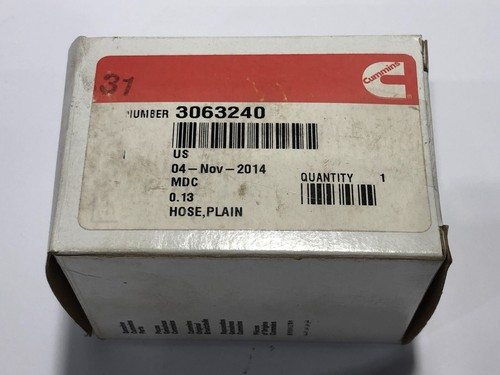 31
Cummins
NUMBER 3063240
US
04-Nov-2014
MDC
QUANTITY 1
0.13
HOSE,PLAIN